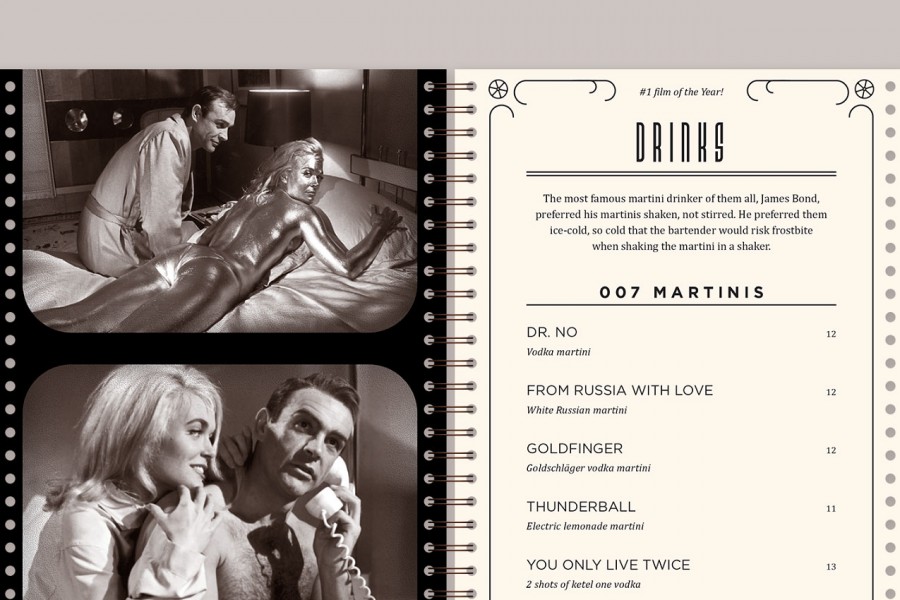 #1 film of the Year!
DRINKS
The most famous martini drinker of them all, James Bond,
preferred his martinis shaken, not stirred. He preferred them
ice-cold, so cold that the bartender would risk frostbite
when shaking the martini in a shaker.
007 MARTINIS
DR. NO 12
Vodka martini
FROM RUSSIA WITH LOVE 12
White Russian martini
GOLDFINGER 12
Goldschläger vodka martini
THUNDERBALL 11
Electric lemonade martini
YOU ONLY LIVE TWICE 13
2 shots of ketel one vodka